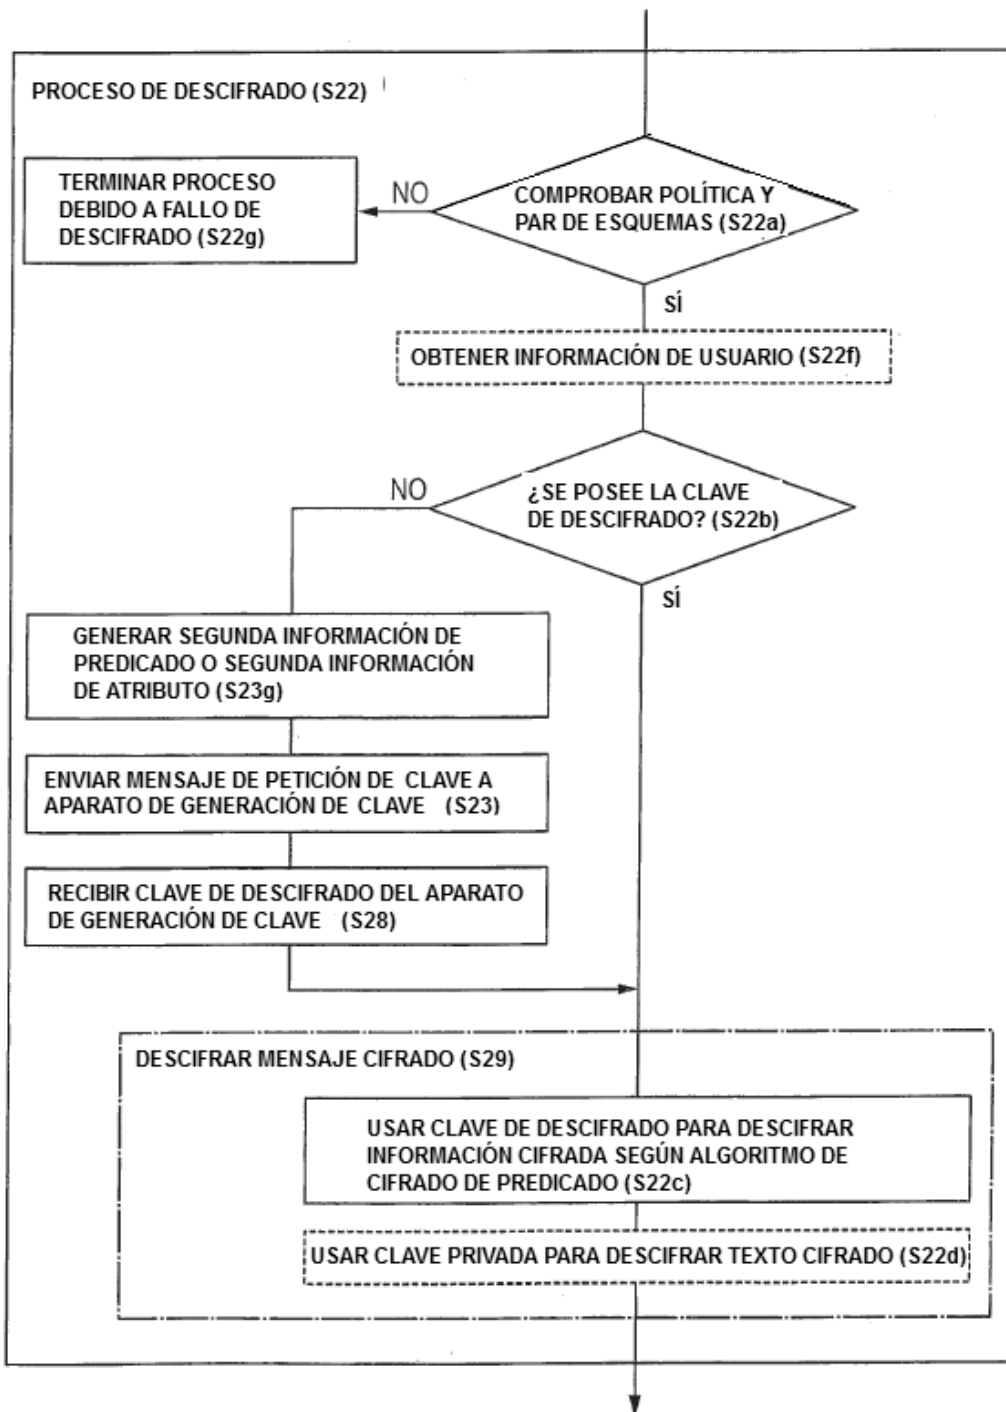 PROCESO DE DESCIFRADO (S22)
TERMINAR PROCESO
DEBIDO A FALLO DE
DESCIFRADO (S22g)
NO
COMPROBAR POLÍTICA Y
PAR DE ESQUEMAS (S22a)
SÍ
OBTENER INFORMACIÓN DE USUARIO (S22f)
NO
¿SE POSEE LA CLAVE
DE DESCIFRADO? (S22b)
SÍ
GENERAR SEGUNDA INFORMACIÓN DE
PREDICADO O SEGUNDA INFORMACIÓN
DE ATRIBUTO (S23g)
ENVIAR MENSAJE DE PETICIÓN DE CLAVE A
APARATO DE GENERACIÓN DE CLAVE (S23)
RECIBIR CLAVE DE DESCIFRADO DEL APARATO
DE GENERACIÓN DE CLAVE (S28)
DESCIFRAR MENSAJE CIFRADO (S29)
USAR CLAVE DE DESCIFRADO PARA DESCIFRAR
INFORMACIÓN CIFRADA SEGÚN ALGORITMO DE
CIFRADO DE PREDICADO (S22c)
USAR CLAVE PRIVADA PARA DESCIFRAR TEXTO CIFRADO (S22d)